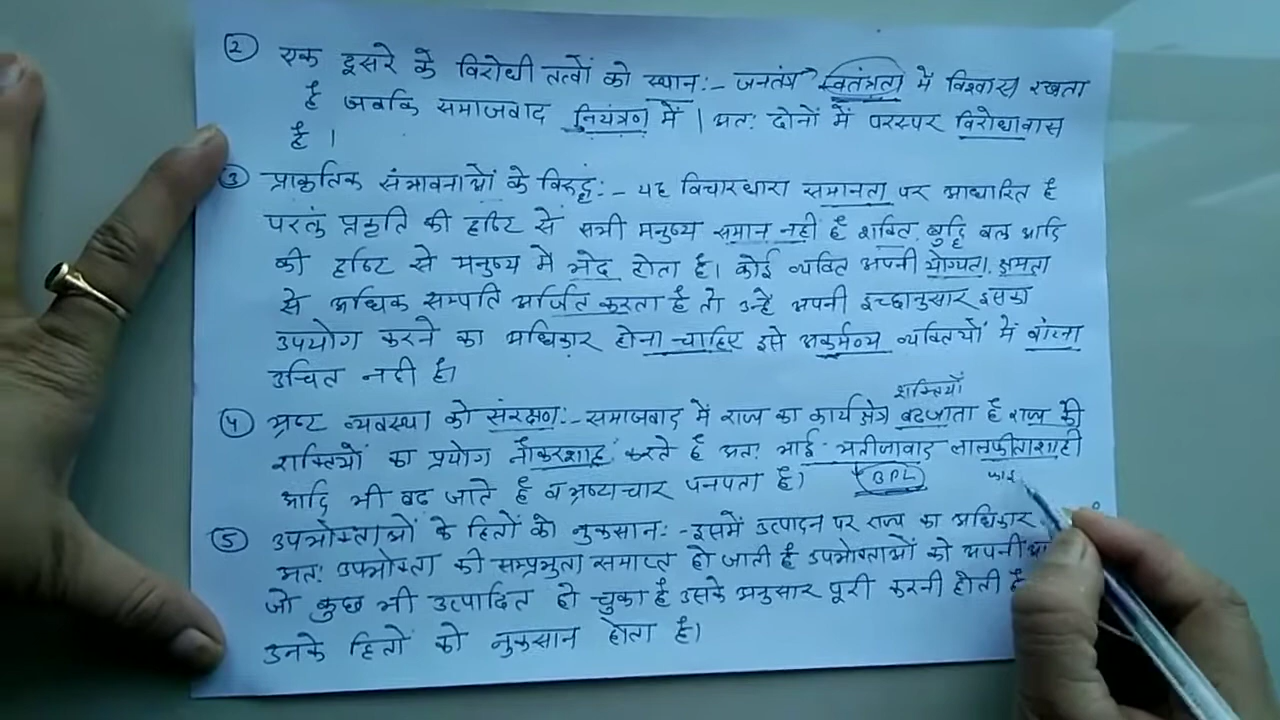 ② एक दूसरे के विरोधी तत्वों को स्थान:- जनतंत्र स्वतंत्रता में विश्वास रखता
है जबकि समाजवाद नियंत्रण में । अतः दोनों में परस्पर विरोधावास
है ।
③ प्राकृतिक संभावनाओं के विरुद्ध:- यह विचारधारा समानता पर आधारित है
परन्तु प्रकृति की दृष्टि से सभी मनुष्य समान नही है शक्ति, बुद्धि बल आदि
की दृष्टि से मनुष्य में भेद होता है। कोई व्यक्ति अपनी योग्यता, क्षमता
से अधिक सम्पति अर्जित करता है तो उन्हे अपनी इच्छानुसार इसका
उपयोग करने का अधिकार होना चाहिए इसे अकर्मण्य व्यक्तियों में बांटना
उचित नही है।
शक्तियाँ
④ भ्रष्ट व्यवस्था को संरक्षण:- समाजवाद में राज्य का कार्य क्षेत्र बढ जाता है राज्य की
शक्तियों का प्रयोग नौकरशाह करते है अतः भाई भतीजावाद लालफीताशाही
आदि भी बढ जाते है व भ्रष्टाचार पनपता है। BPL
⑤ उपभोक्ताओं के हितों को नुकसान:- इसमें उत्पादन पर राज्य का अधिकार
अतः उपभोक्ता की सम्प्रभुता समाप्त हो जाती है उपभोक्ताओं को अपनी
जो कुछ भी उत्पादित हो चुका है उसके अनुसार पूरी करनी होती है
उनके हितों को नुकसान होता है।